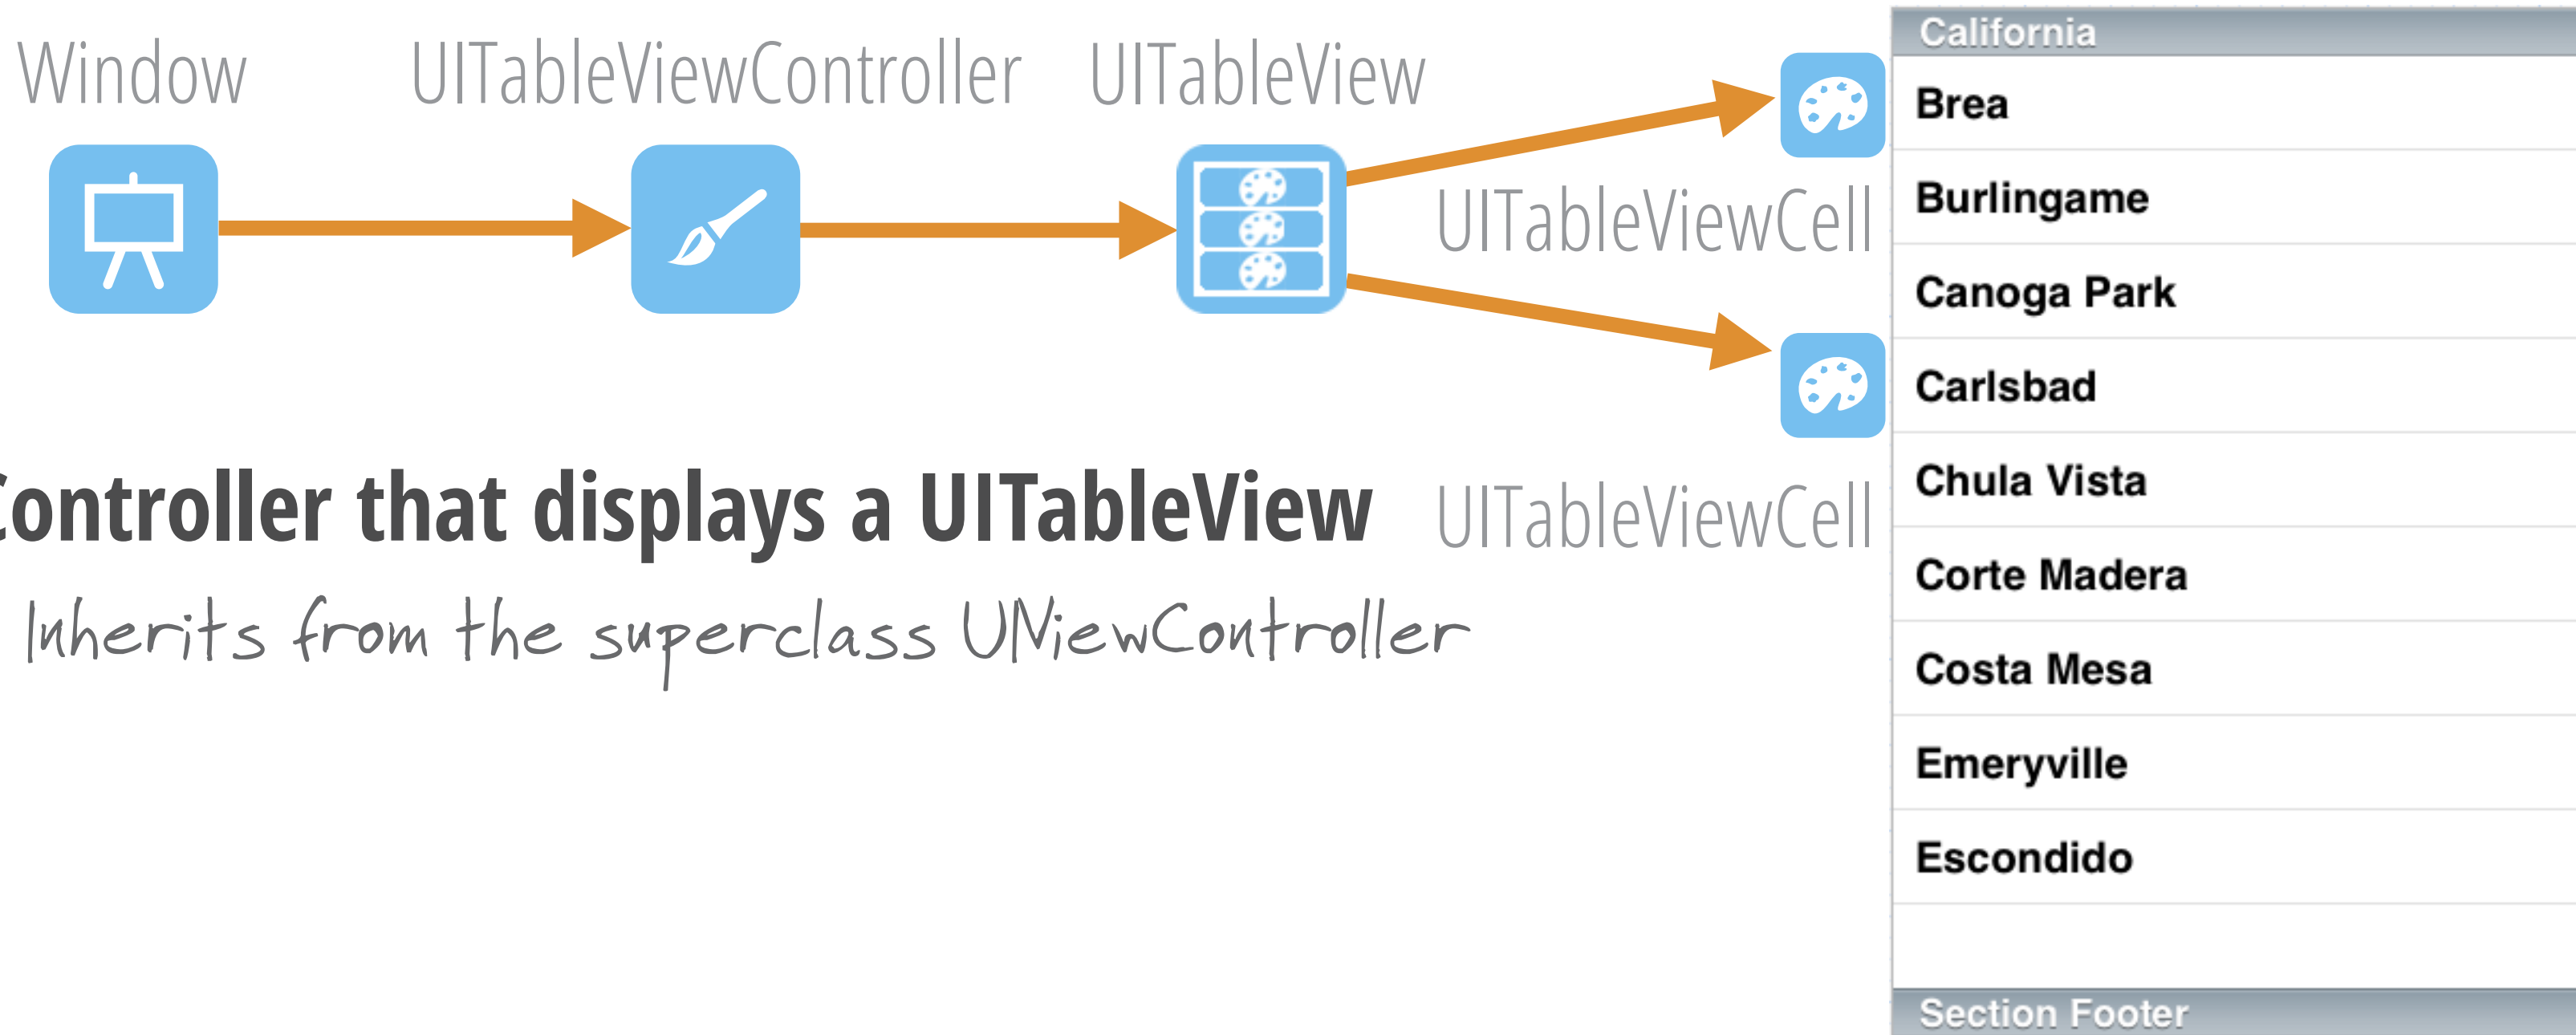 Window
UITableViewController
UITableView
UITableViewCell
Controller that displays a UITableView
UITableViewCell
Inherits from the superclass UIViewController
California
Brea
Burlingame
Canoga Park
Carlsbad
Chula Vista
Corte Madera
Costa Mesa
Emeryville
Escondido
Section Footer